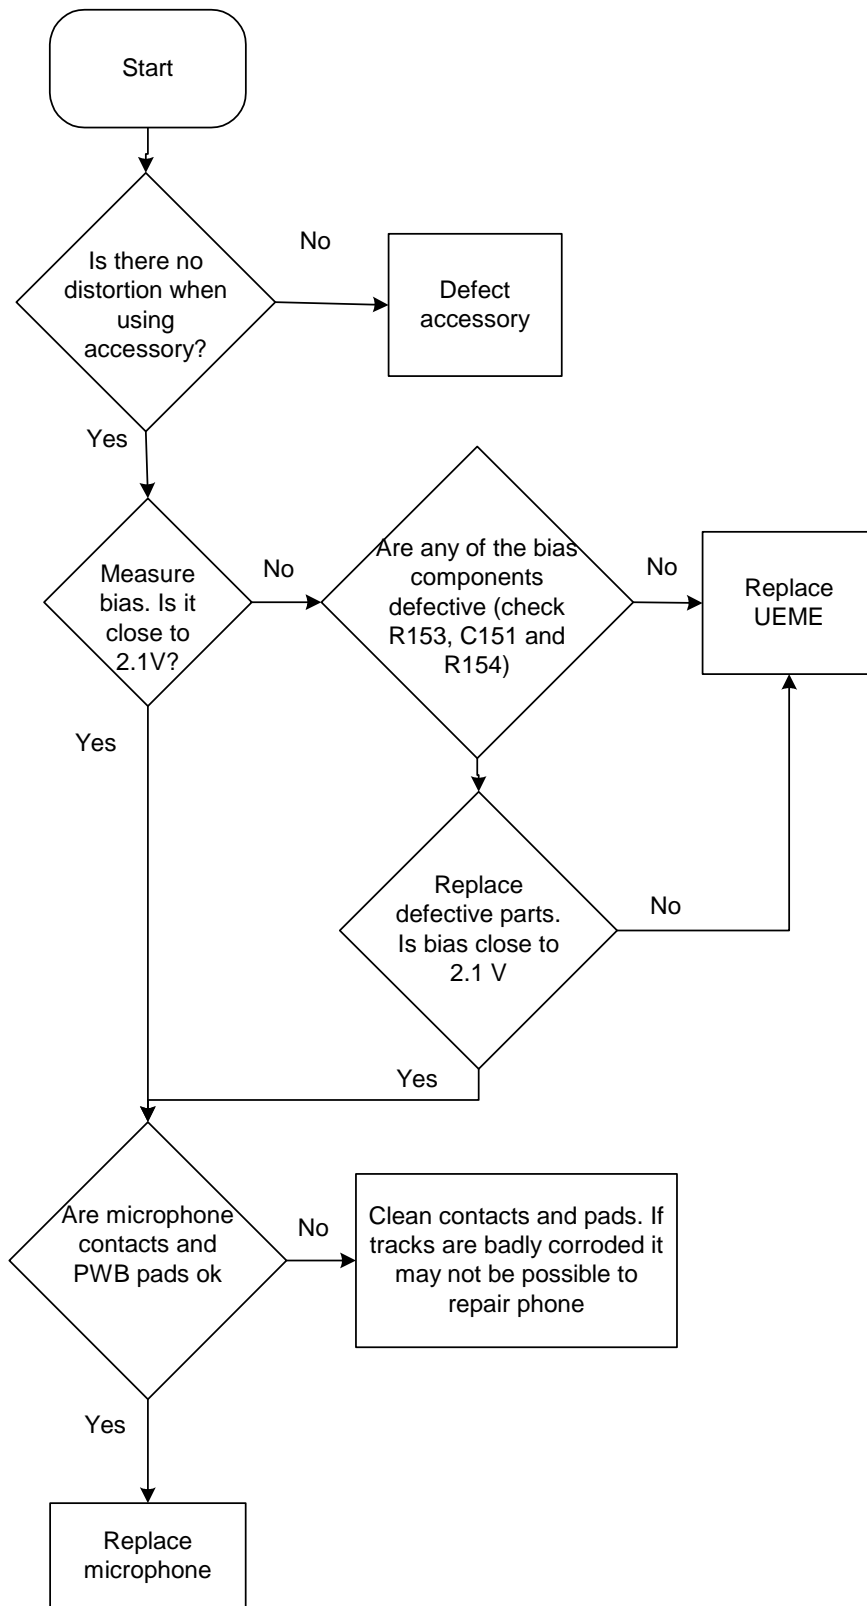 Start
Is there no
distortion when
using
accessory?
No
Defect
accessory
Yes
Measure
bias. Is it
close to
2.1V?
No
Are any of the bias
components
defective (check
R153, C151 and
R154)
No
Replace
UEME
Yes
Replace
defective parts.
Is bias close to
2.1 V
No
Yes
Are microphone
contacts and
PWB pads ok
No
Clean contacts and pads. If
tracks are badly corroded it
may not be possible to
repair phone
Yes
Replace
microphone